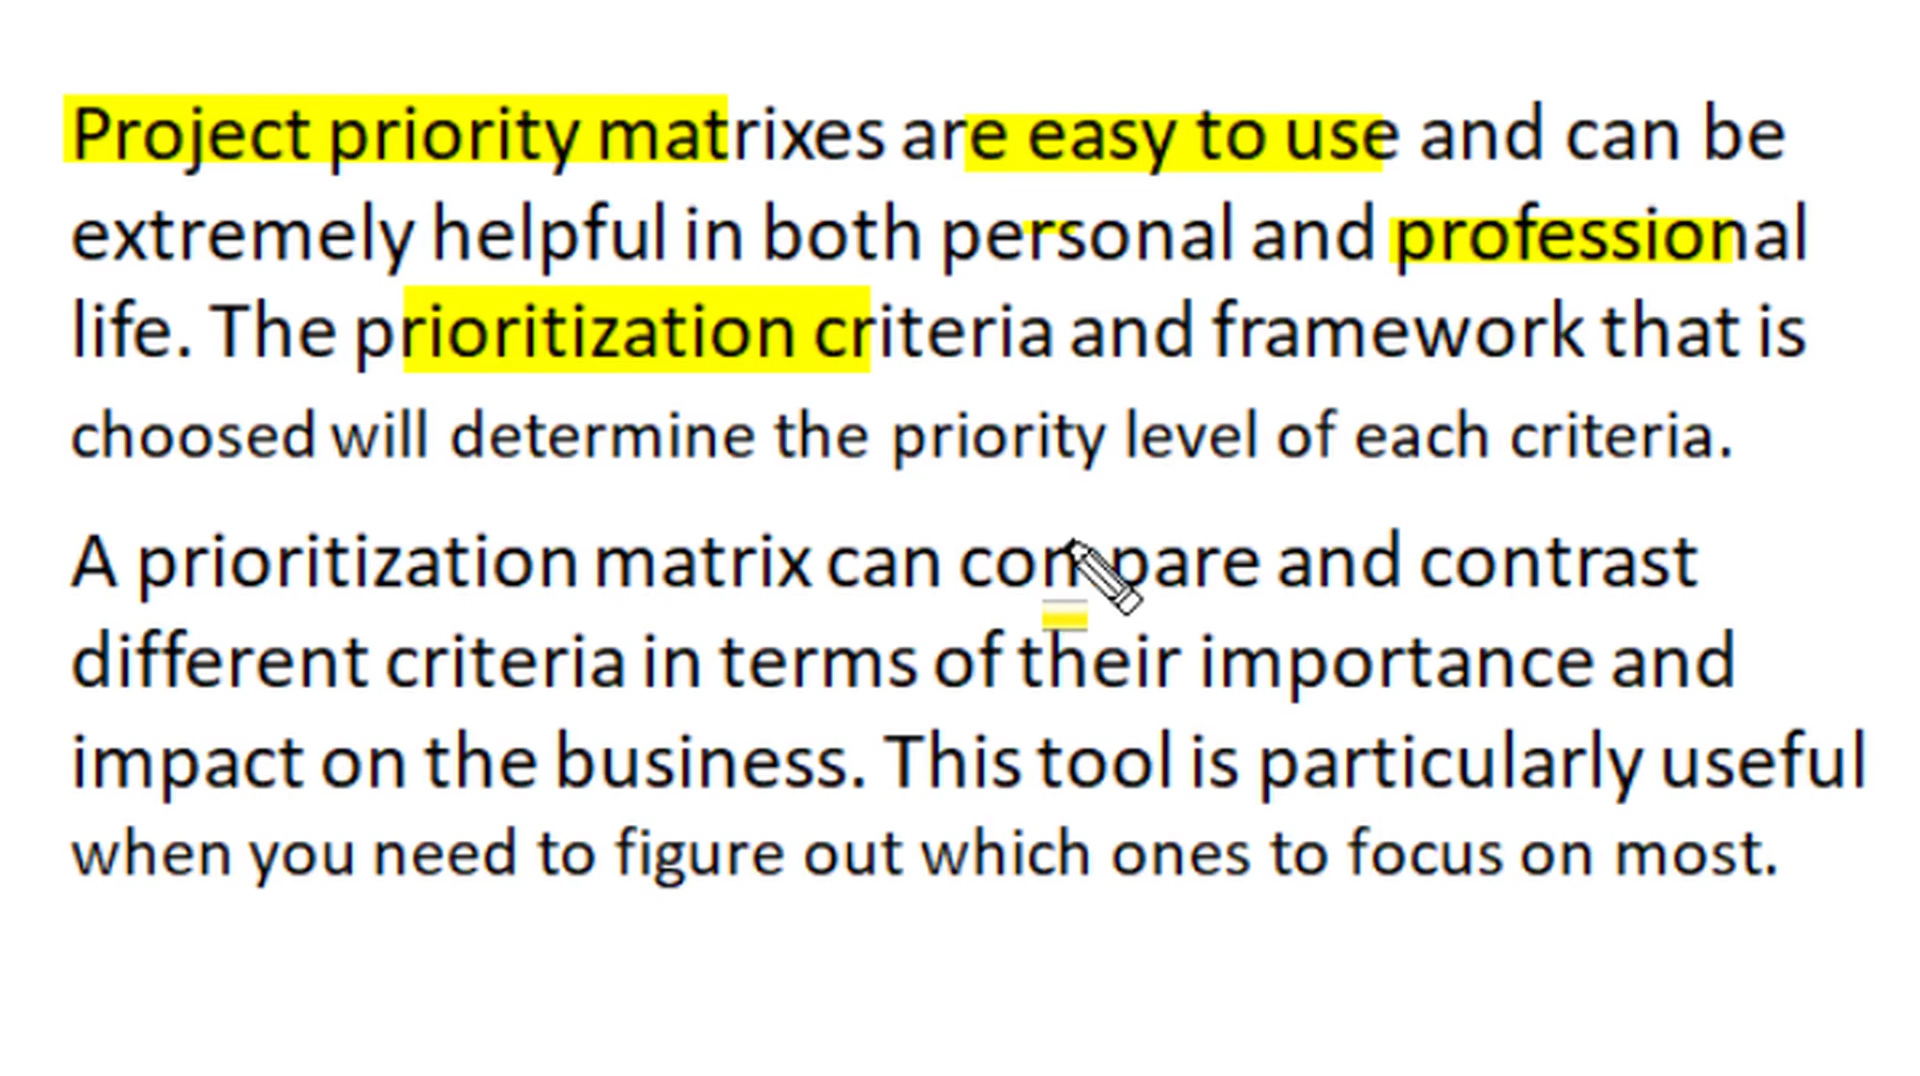 Project priority matrixes are easy to use and can be
extremely helpful in both personal and professional
life. The prioritization criteria and framework that is
choosed will determine the priority level of each criteria.
A prioritization matrix can compare and contrast
different criteria in terms of their importance and
impact on the business. This tool is particularly useful
when you need to figure out which ones to focus on most.